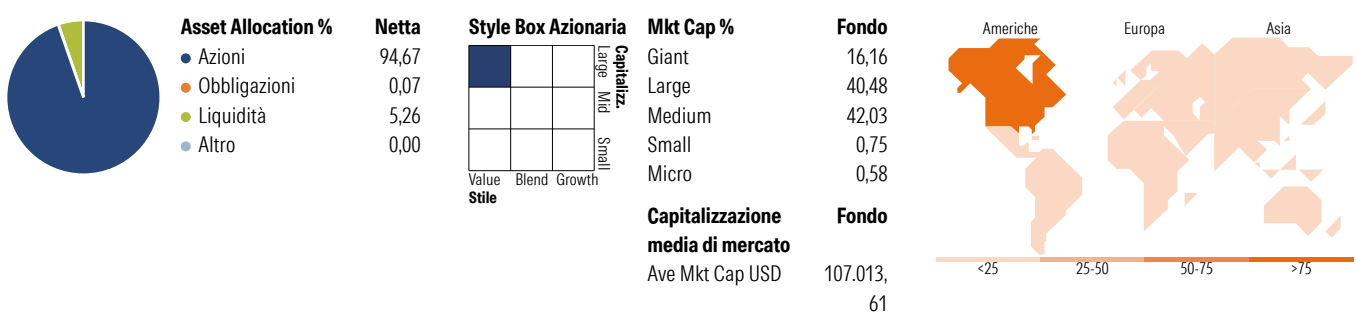 Asset Allocation % Netta
Azioni 94,67
Obbligazioni 0,07
Liquidità 5,26
Altro 0,00
Style Box Azionaria
Capitalizz.
Large Mid Small
Value Blend Growth
Stile
Mkt Cap % Fondo
Giant 16,16
Large 40,48
Medium 42,03
Small 0,75
Micro 0,58
Capitalizzazione Fondo
media di mercato
Ave Mkt Cap USD 107.013,
61
Americhe Europa Asia
<25 25-50 50-75 >75